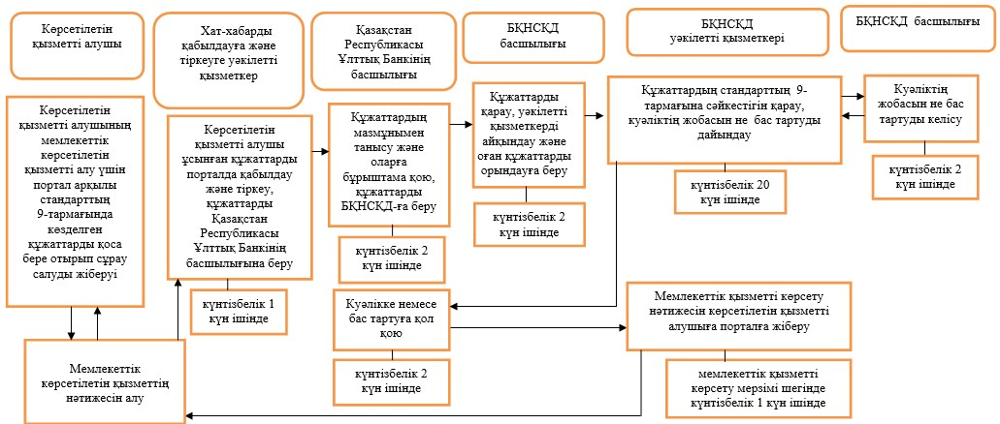 Көрсетілетін
қызметті алушы
Хат-хабарды
қабылдауға және
тіркеуге уәкілетті
қызметкер
Қазақстан
Республикасы
Ұлттық Банкінің
басшылығы
БҚНСҚД
басшылығы
БҚНСҚД
уәкілетті қызметкері
БҚНСҚД басшылығы
Көрсетілетін
қызметті алушының
мемлекеттік
көрсетілетін
қызметті алу үшін
портал арқылы
стандарттың
9-тармағында
көзделген
құжаттарды қоса
бере отырып сұрау
салуды жіберуі
Көрсетілетін
қызметті алушы
ұсынған құжаттарды
порталда қабылдау
және тіркеу,
құжаттарды
Қазақстан
Республикасы
Ұлттық Банкінің
басшылығына беру
күнтізбелік 1
күн ішінде
Құжаттардың
мазмұнымен
танысу және
оларға
бұрыштама қою,
құжаттарды
БҚНСҚД-ға беру
күнтізбелік 2
күн ішінде
Құжаттарды
қарау, уәкілетті
қызметкерді
айқындау және
оған құжаттарды
орындауға беру
күнтізбелік 2
күн ішінде
Құжаттардың стандарттың 9-
тармағына сәйкестігін қарау,
куәліктің жобасын не бас тартуды
дайындау
күнтізбелік 20
күн ішінде
Куәліктің
жобасын не бас
тартуды келісу
күнтізбелік 2
күн ішінде
Куәлікке немесе
бас тартуға қол
қою
күнтізбелік 2
күн ішінде
Мемлекеттік қызметті көрсету
нәтижесін көрсетілетін қызметті
алушыға порталға жіберу
мемлекеттік қызметті
көрсету мерзімі шегінде
күнтізбелік 1 күн ішінде
Мемлекеттік
көрсетілетін қызметтің
нәтижесін алу